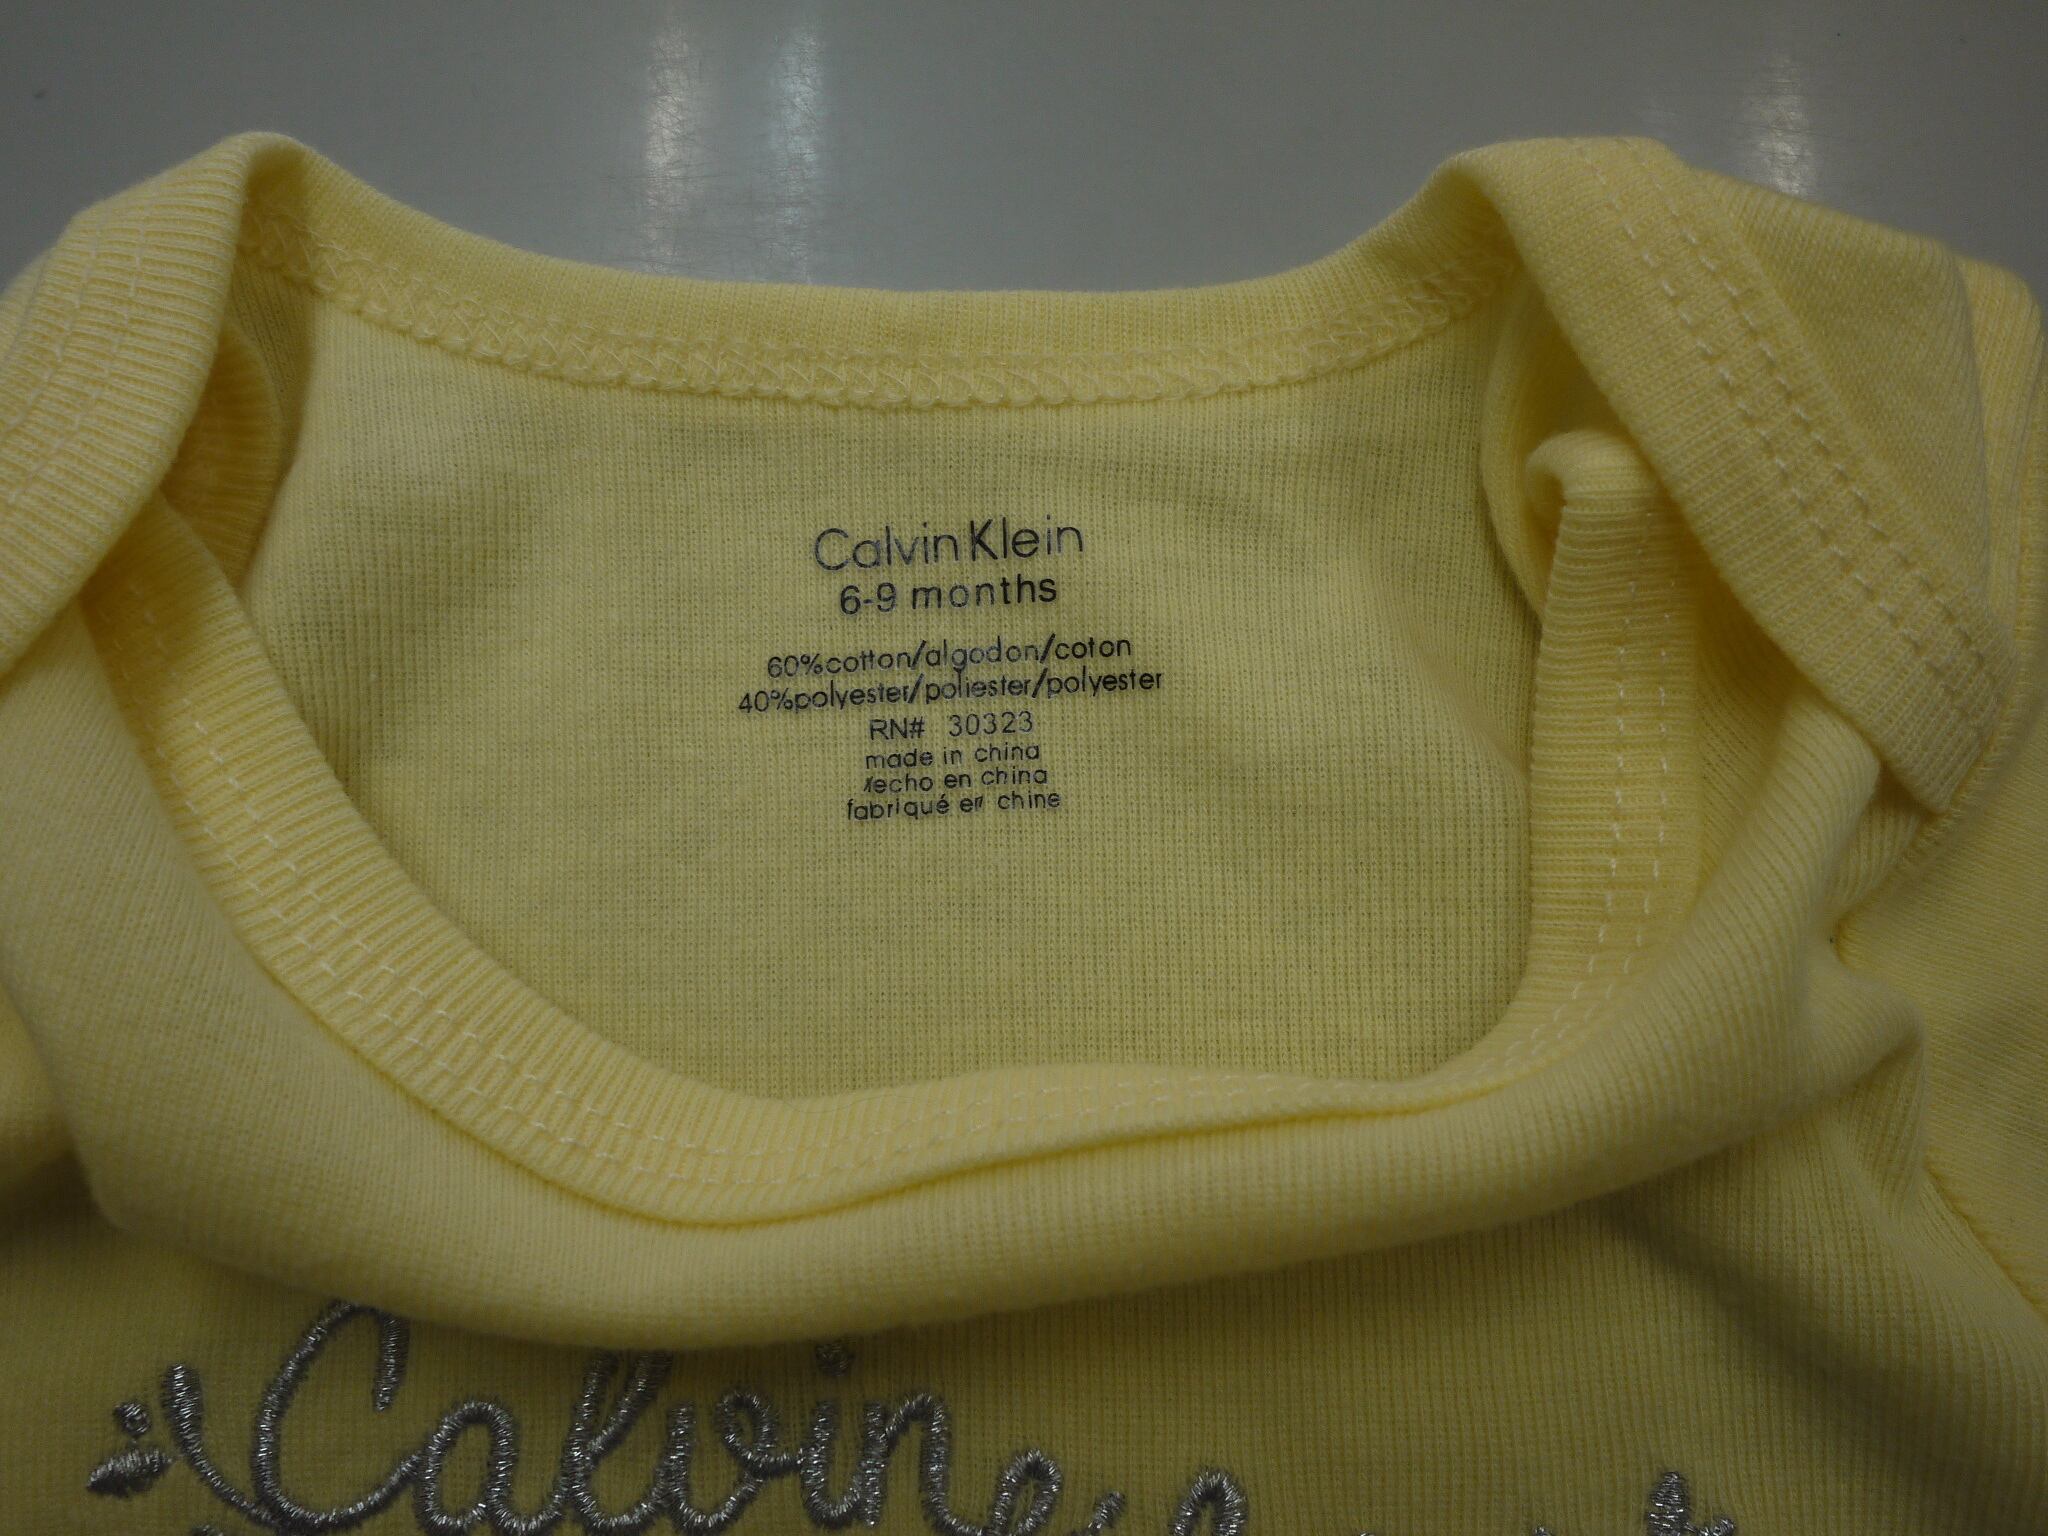 Calvin Klein
6-9 months
60%cotton/algodon/coton
40%polyester/poliester/polyester
RN# 30323
made in china
hecho en china
fabriqué en chine
Calvin